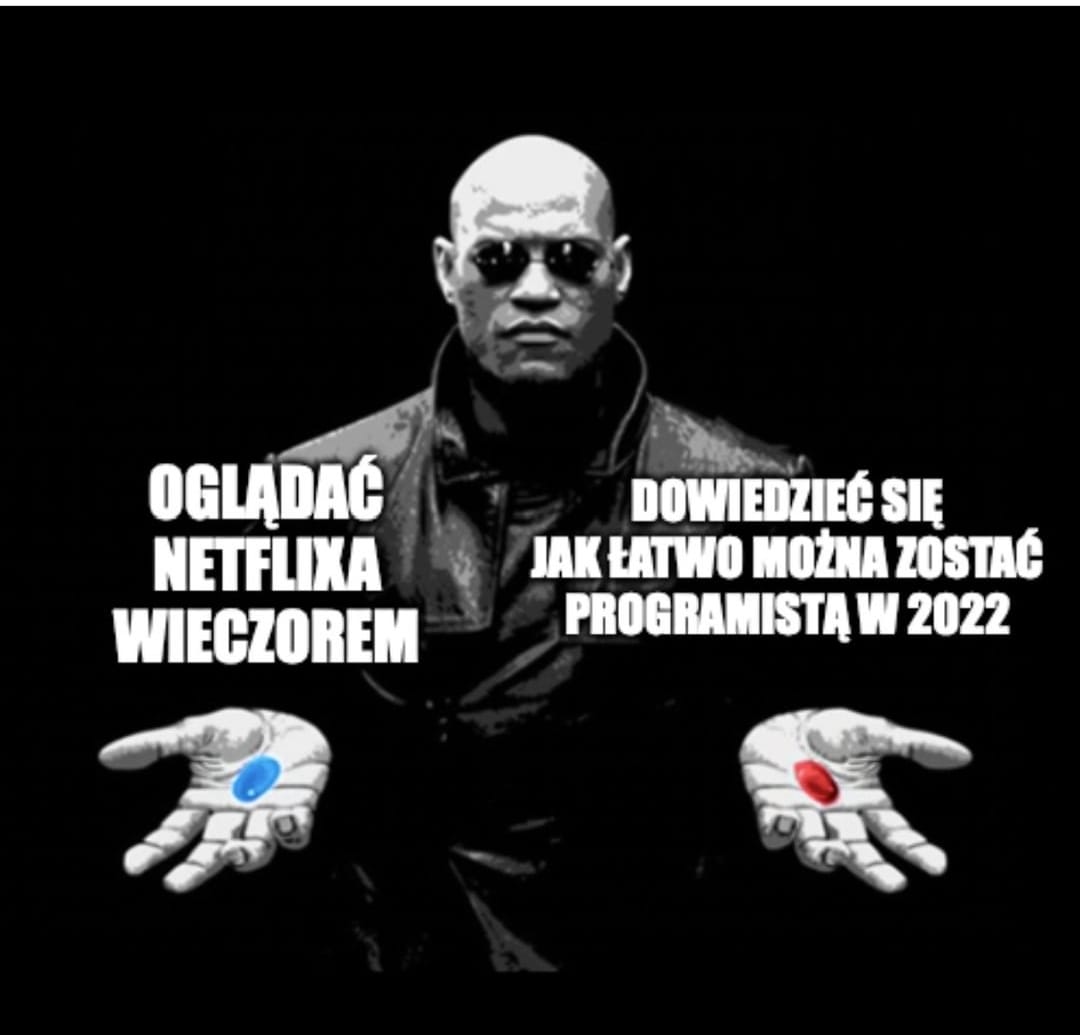 OGLĄDAĆ
NETFLIXA
WIECZOREM
DOWIEDZIEĆ SIĘ
JAK ŁATWO MOŻNA ZOSTAĆ
PROGRAMISTĄ W 2022